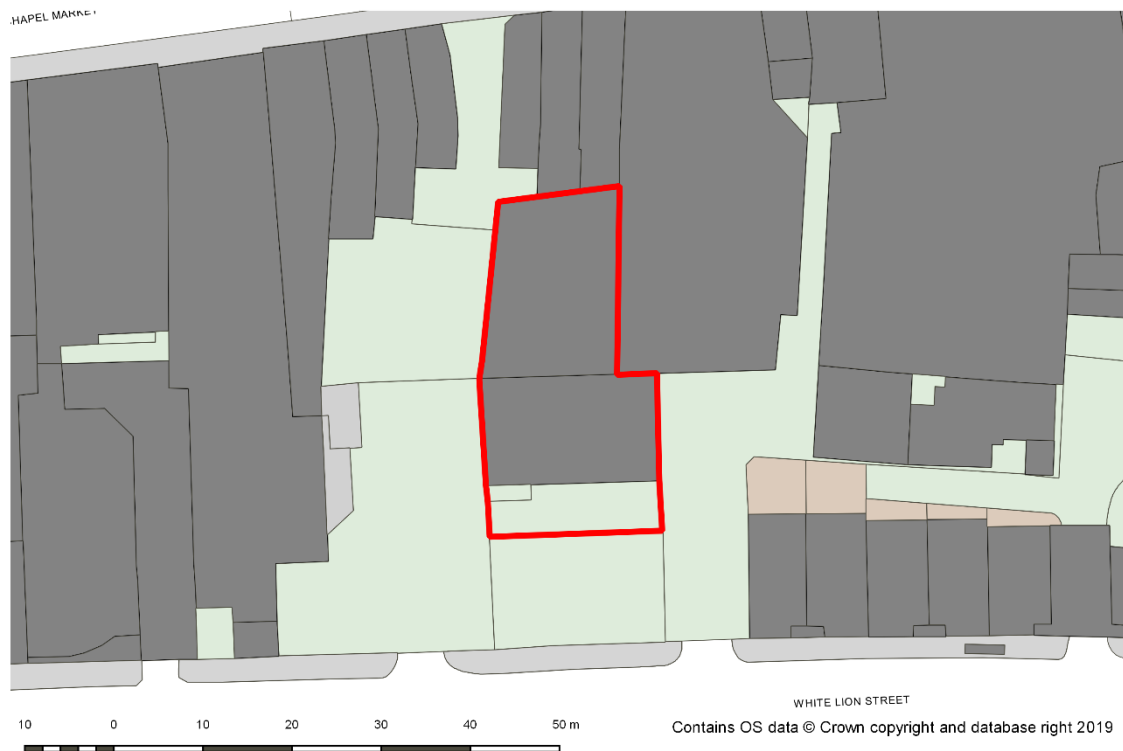 HAPEL MARKET
WHITE LION STREET
10 0 10 20 30 40 50 m
Contains OS data © Crown copyright and database right 2019